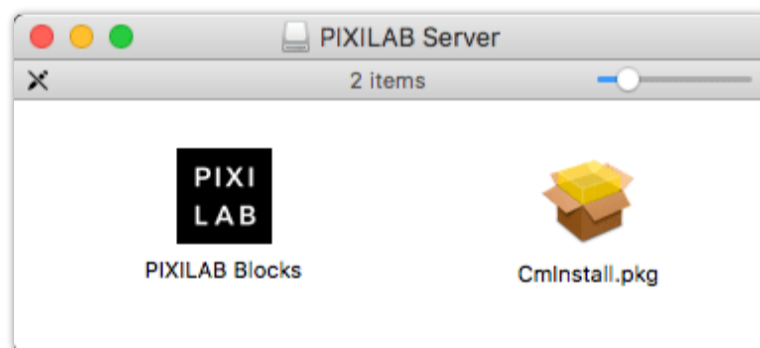 PIXILAB Server
2 items
PIXI
LAB
PIXILAB Blocks
CmInstall.pkg